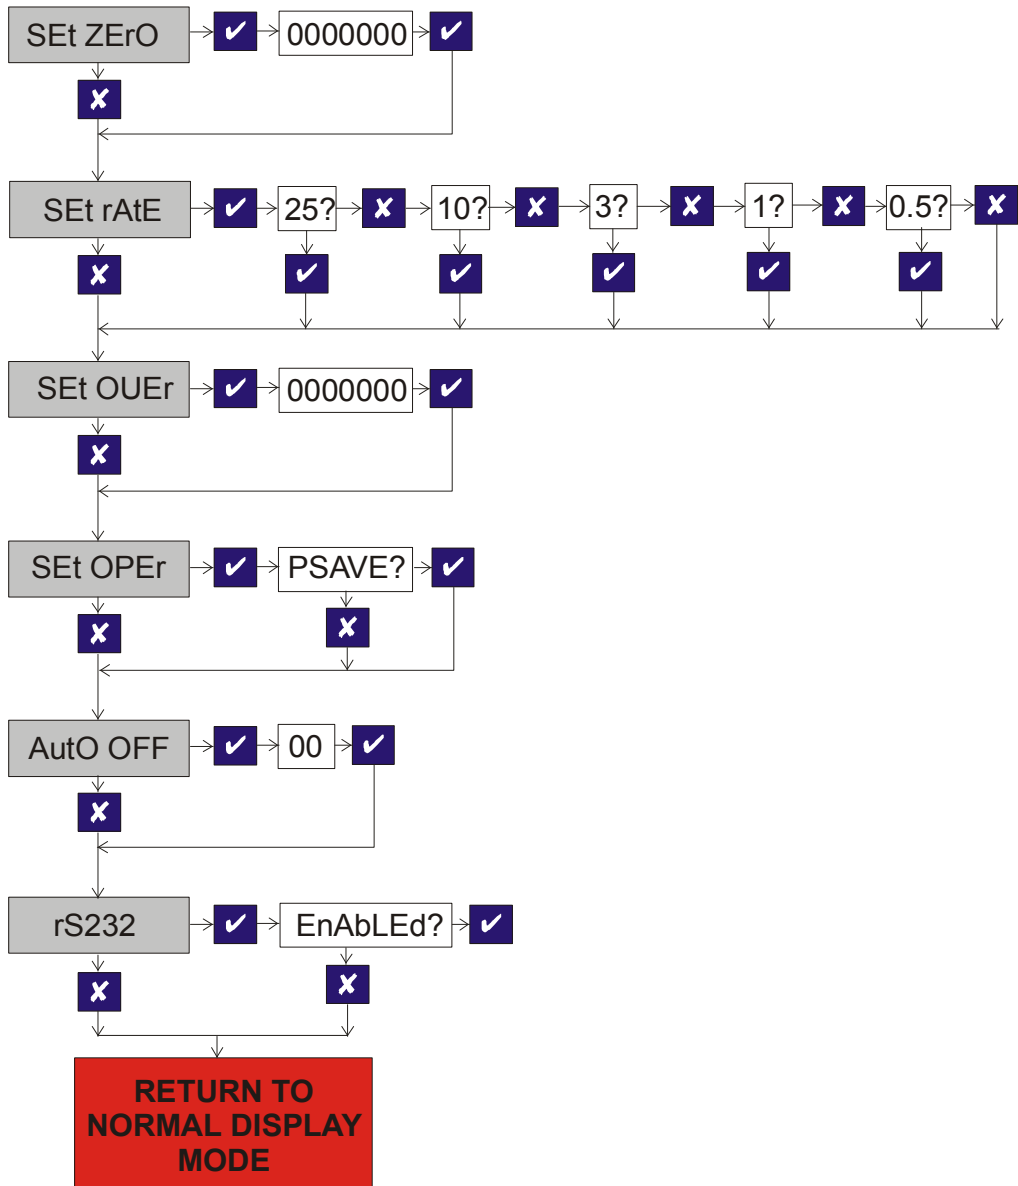 SEt ZErO ✔ 0000000 ✔
✘
SEt rAtE ✔ 25? ✘ 10? ✘ 3? ✘ 1? ✘ 0.5? ✘
✘ ✔ ✔ ✔ ✔ ✔
SEt OUEr ✔ 0000000 ✔
✘
SEt OPEr ✔ PSAVE? ✔
✘ ✘
AutO OFF ✔ 00 ✔
✘
rS232 ✔ EnAbLEd? ✔
✘ ✘
RETURN TO
NORMAL DISPLAY
MODE